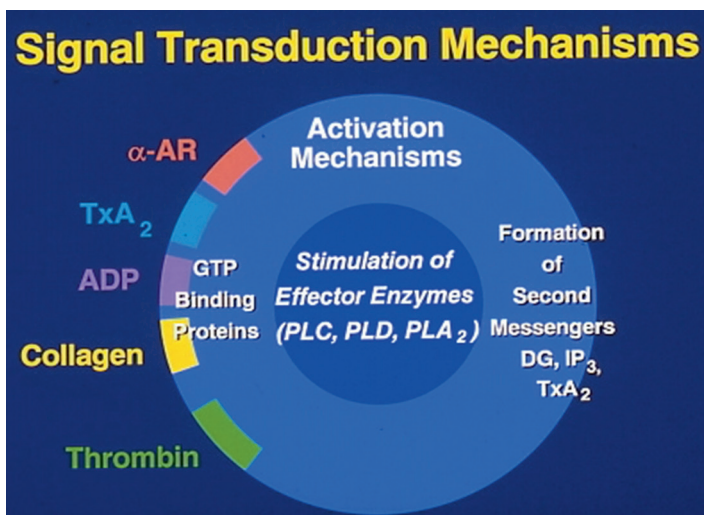 Signal Transduction Mechanisms
Activation
Mechanisms
α-AR
TxA₂
ADP
Collagen
Thrombin
GTP
Binding
Proteins
Stimulation of
Effector Enzymes
(PLC, PLD, PLA₂)
Formation
of
Second
Messengers
DG, IP₃,
TxA₂